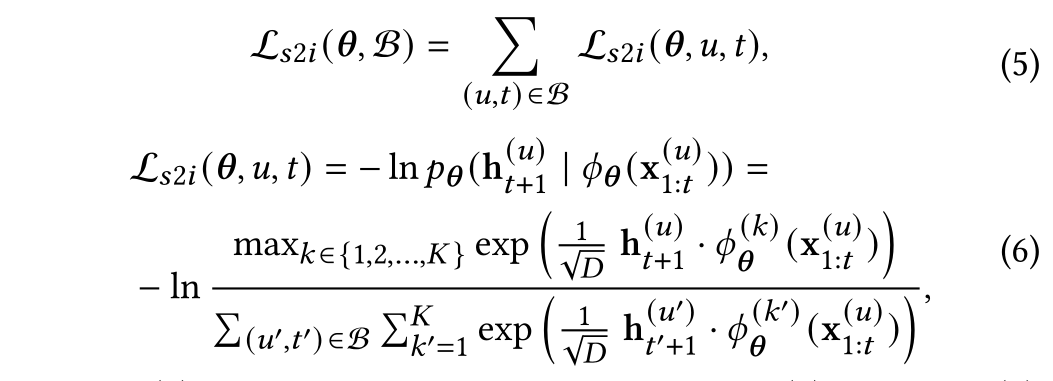 $$\mathcal{L}_{s2i}(\boldsymbol{\theta}, \mathcal{B}) = \sum_{(u,t) \in \mathcal{B}} \mathcal{L}_{s2i}(\boldsymbol{\theta}, u, t), \quad (5)$$
$$\mathcal{L}_{s2i}(\boldsymbol{\theta}, u, t) = -\ln p_{\boldsymbol{\theta}}(\mathbf{h}_{t+1}^{(u)} \mid \phi_{\boldsymbol{\theta}}(\mathbf{x}_{1:t}^{(u)})) =$$
$$-\ln \frac{\max_{k \in \{1,2,\ldots,K\}} \exp\left(\frac{1}{\sqrt{D}} \mathbf{h}_{t+1}^{(u)} \cdot \phi_{\boldsymbol{\theta}}^{(k)}(\mathbf{x}_{1:t}^{(u)})\right)}{\sum_{(u',t') \in \mathcal{B}} \sum_{k'=1}^{K} \exp\left(\frac{1}{\sqrt{D}} \mathbf{h}_{t'+1}^{(u')} \cdot \phi_{\boldsymbol{\theta}}^{(k')}(\mathbf{x}_{1:t}^{(u)})\right)}, \quad (6)$$